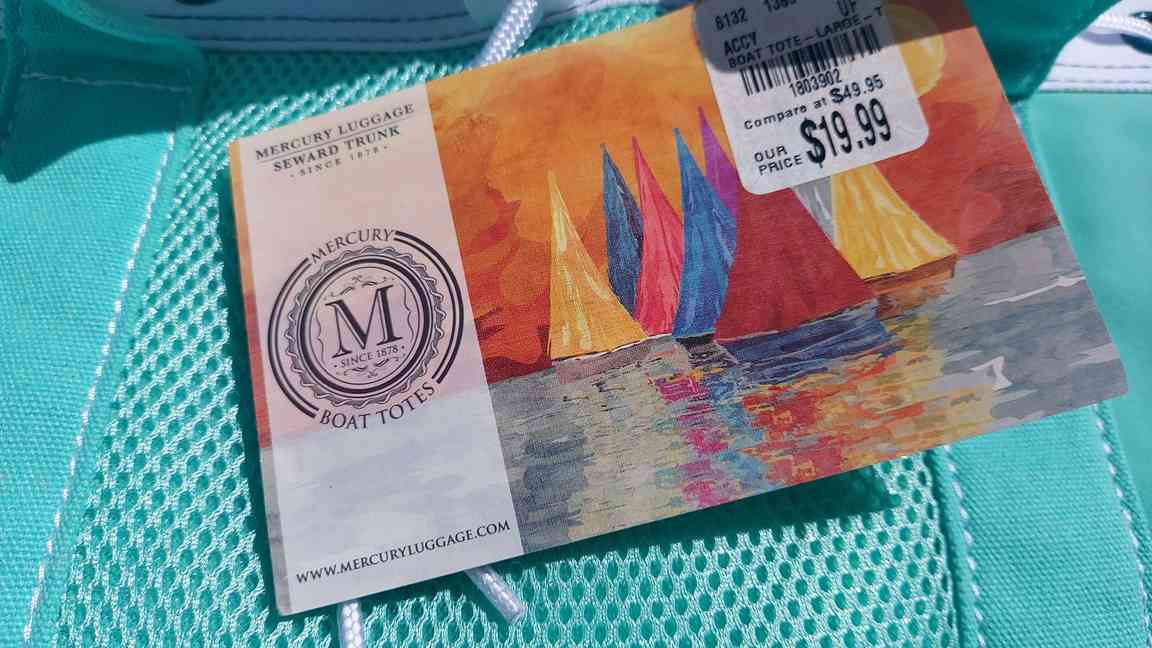 MERCURY LUGGAGE
SEWARD TRUNK
· SINCE 1878 ·
MERCURY
M
· SINCE 1878 ·
BOAT TOTES
WWW.MERCURYLUGGAGE.COM
8132
ACCY
BOAT TOTE – LARGE – T
1803902
Compare at $49.95
OUR
PRICE $19.99